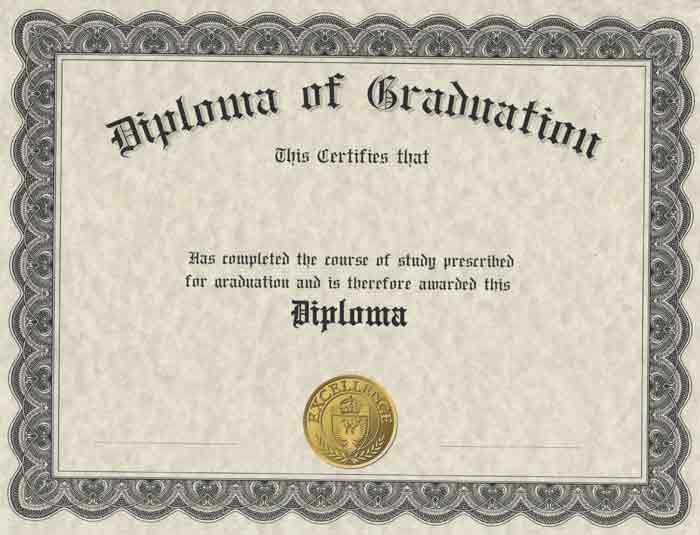 Diploma of Graduation
This Certifies that
Has completed the course of study prescribed
for graduation and is therefore awarded this
Diploma
EXCELLENCE
W